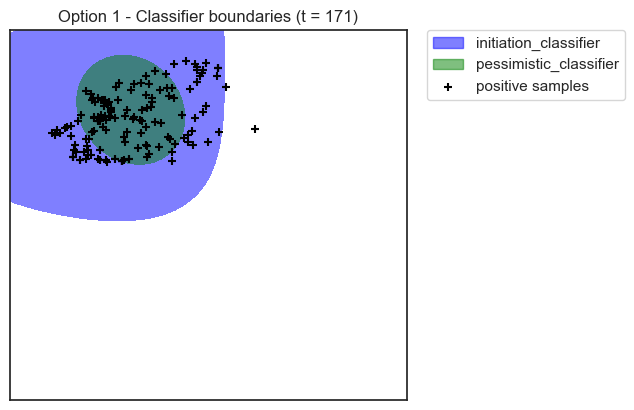 Option 1 - Classifier boundaries (t = 171)
initiation_classifier
pessimistic_classifier
positive samples